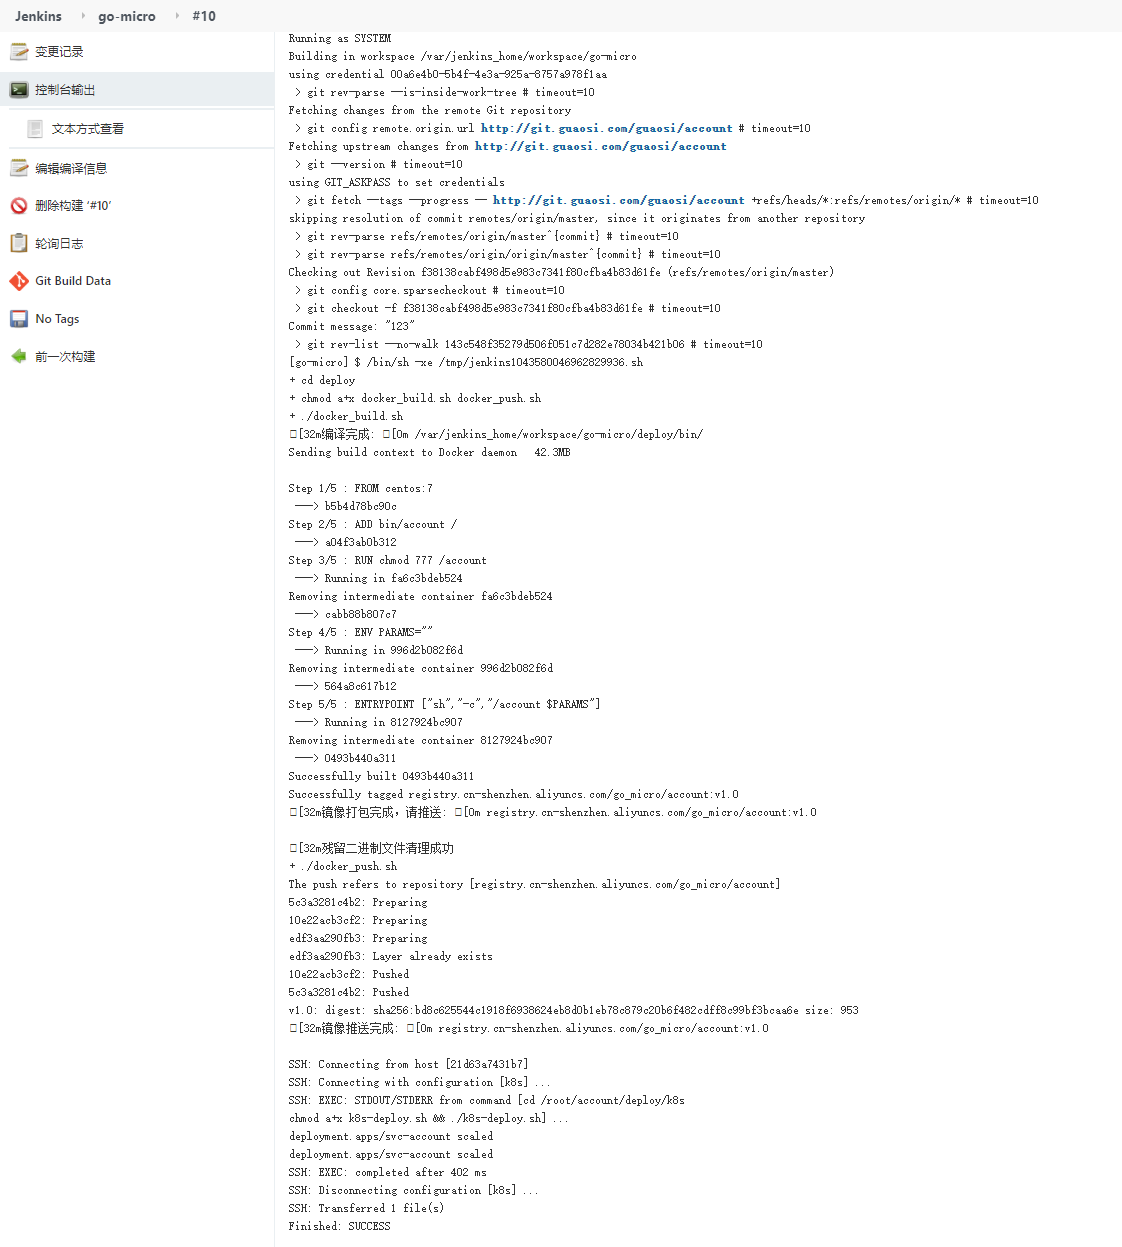 Jenkins › go-micro › #10
变更记录
控制台输出
文本方式查看
编辑编译信息
删除构建 ‘#10’
轮询日志
Git Build Data
No Tags
前一次构建
Running as SYSTEM
Building in workspace /var/jenkins_home/workspace/go-micro
using credential 00a6e4b0-5b4f-4e3a-925a-8757a978f1aa
 > git rev-parse --is-inside-work-tree # timeout=10
Fetching changes from the remote Git repository
 > git config remote.origin.url http://git.guaosi.com/guaosi/account # timeout=10
Fetching upstream changes from http://git.guaosi.com/guaosi/account
 > git --version # timeout=10
using GIT_ASKPASS to set credentials
 > git fetch --tags --progress -- http://git.guaosi.com/guaosi/account +refs/heads/*:refs/remotes/origin/* # timeout=10
skipping resolution of commit remotes/origin/master, since it originates from another repository
 > git rev-parse refs/remotes/origin/master^{commit} # timeout=10
 > git rev-parse refs/remotes/origin/origin/master^{commit} # timeout=10
Checking out Revision f38138cabf498d5e983c7341f80cfba4b83d61fe (refs/remotes/origin/master)
 > git config core.sparsecheckout # timeout=10
 > git checkout -f f38138cabf498d5e983c7341f80cfba4b83d61fe # timeout=10
Commit message: "123"
 > git rev-list --no-walk 143c548f35279d506f051c7d282e78034b421b06 # timeout=10
[go-micro] $ /bin/sh -xe /tmp/jenkins1043580046962829936.sh
+ cd deploy
+ chmod a+x docker_build.sh docker_push.sh
+ ./docker_build.sh
[32m编译完成: [0m /var/jenkins_home/workspace/go-micro/deploy/bin/
Sending build context to Docker daemon 42.3MB
Step 1/5 : FROM centos:7
 ---> b5b4d78bc90c
Step 2/5 : ADD bin/account /
 ---> a04f3ab0b312
Step 3/5 : RUN chmod 777 /account
 ---> Running in fa6c3bdeb524
Removing intermediate container fa6c3bdeb524
 ---> cabb88b807c7
Step 4/5 : ENV PARAMS=""
 ---> Running in 996d2b082f6d
Removing intermediate container 996d2b082f6d
 ---> 564a8c617b12
Step 5/5 : ENTRYPOINT ["sh","-c","/account $PARAMS"]
 ---> Running in 8127924bc907
Removing intermediate container 8127924bc907
 ---> 0493b440a311
Successfully built 0493b440a311
Successfully tagged registry.cn-shenzhen.aliyuncs.com/go_micro/account:v1.0
[32m镜像打包完成，请推送: [0m registry.cn-shenzhen.aliyuncs.com/go_micro/account:v1.0
[32m残留二进制文件清理成功
+ ./docker_push.sh
The push refers to repository [registry.cn-shenzhen.aliyuncs.com/go_micro/account]
5c3a3281c4b2: Preparing
10e22acb3cf2: Preparing
edf3aa290fb3: Preparing
edf3aa290fb3: Layer already exists
10e22acb3cf2: Pushed
5c3a3281c4b2: Pushed
v1.0: digest: sha256:bd8c625544c1918f6938624eb8d0b1eb78c879c20b6f482cdff8c99bf3bcaa6e size: 953
[32m镜像推送完成: [0m registry.cn-shenzhen.aliyuncs.com/go_micro/account:v1.0
SSH: Connecting from host [21d63a7431b7]
SSH: Connecting with configuration [k8s] ...
SSH: EXEC: STDOUT/STDERR from command [cd /root/account/deploy/k8s
chmod a+x k8s-deploy.sh && ./k8s-deploy.sh] ...
deployment.apps/svc-account scaled
deployment.apps/svc-account scaled
SSH: EXEC: completed after 402 ms
SSH: Disconnecting configuration [k8s] ...
SSH: Transferred 1 file(s)
Finished: SUCCESS